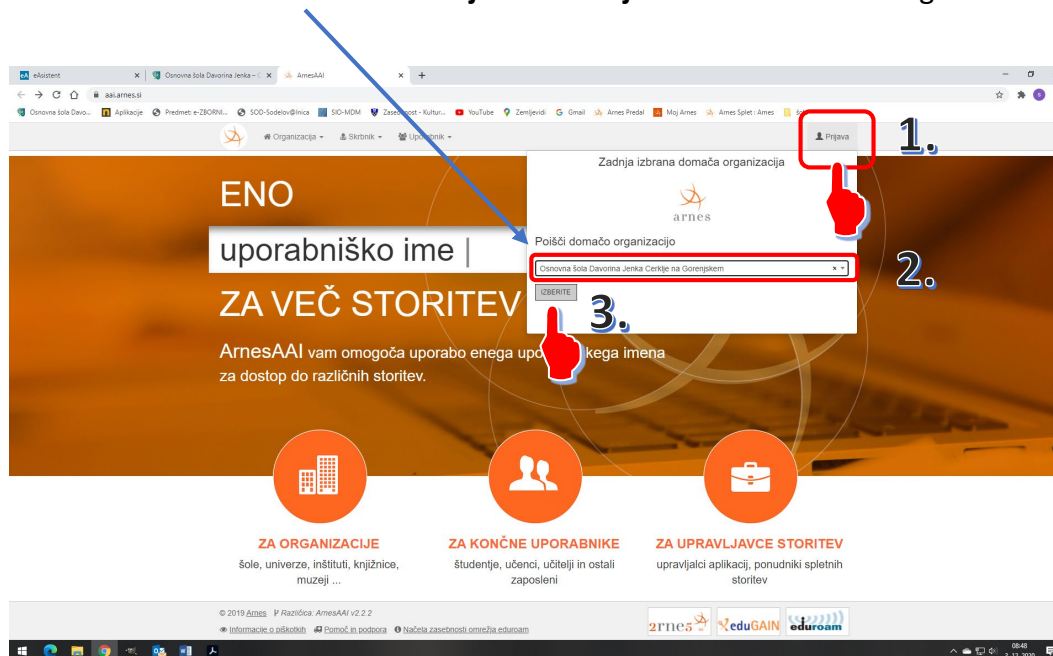 eAsistent
Osnovna šola Davorina Jenka – C
ArnesAAI
aai.arnes.si
Osnovna šola Davo...
Aplikacije
Predmet: e-ZBORNI...
SOD-Sodelov@lnica
SIO-MDM
YouTube
Zemljevidi
Gmail
Arnes Predal
Moj Arnes
Arnes Splet : Arnes
Organizacija
Skrbnik
Prijava
1.
Zadnja izbrana domača organizacija
arnes
ENO
uporabniško ime |
ZA VEČ STORITEV
Poišči domačo organizacijo
Osnovna šola Davorina Jenka Cerklje na Gorenjskem
2.
IZBERITE
3.
ArnesAAI vam omogoča uporabo enega
kega imena
za dostop do različnih storitev.
ZA ORGANIZACIJE
šole, univerze, inštituti, knjižnice,
muzeji ...
ZA KONČNE UPORABNIKE
študentje, učenci, učitelji in ostali
zaposleni
ZA UPRAVLJAVCE STORITEV
upravljalci aplikacij, ponudniki spletnih
storitev
© 2019 Arnes
Različica: ArnesAAI v2.2.2
Informacije o piškotkih
Pomoč in podpora
Načela zasebnosti omrežja eduroam
eduGAIN
eduroam
08:48